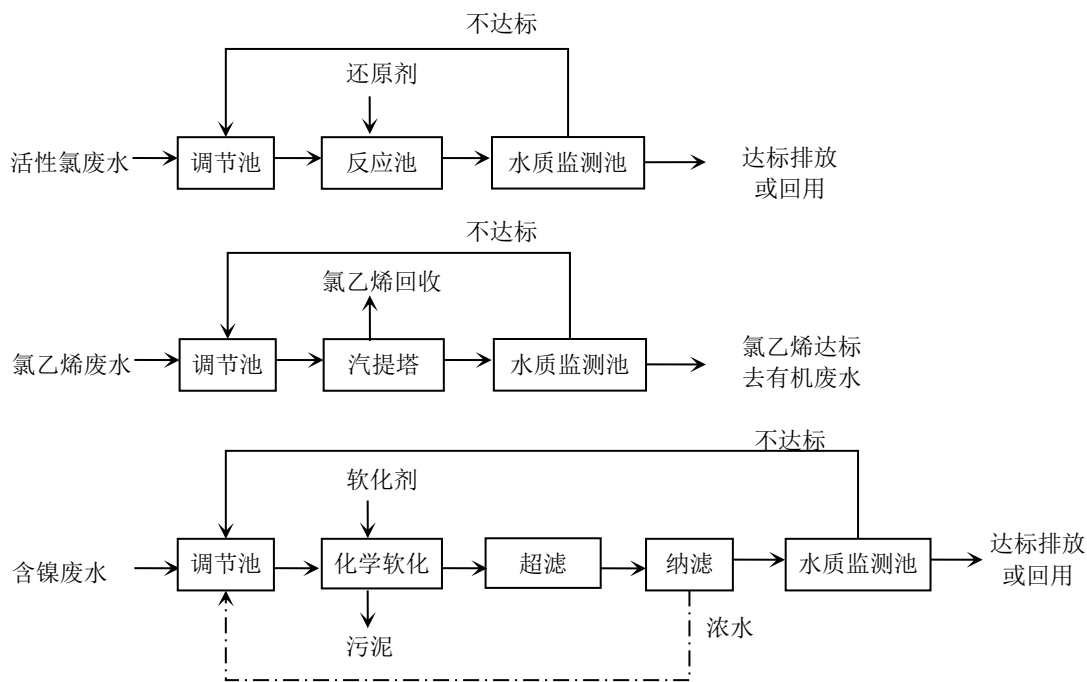 不达标
还原剂
活性氯废水
调节池
反应池
水质监测池
达标排放
或回用
不达标
氯乙烯回收
氯乙烯废水
调节池
汽提塔
水质监测池
氯乙烯达标
去有机废水
不达标
软化剂
含镍废水
调节池
化学软化
超滤
纳滤
水质监测池
达标排放
或回用
污泥
浓水